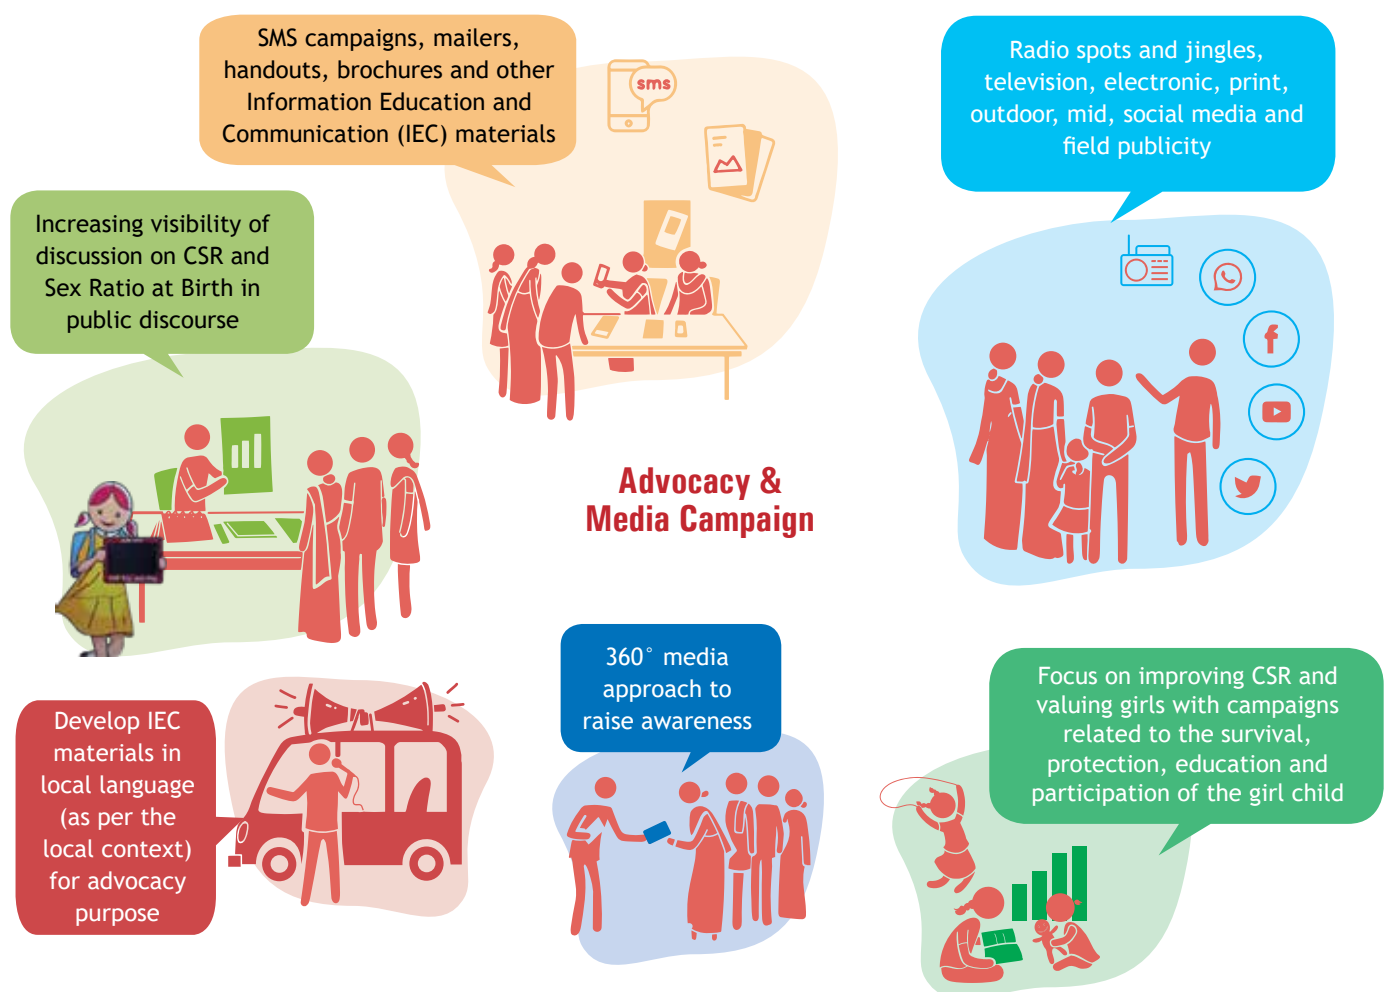 SMS campaigns, mailers,
handouts, brochures and other
Information Education and
Communication (IEC) materials
sms
Radio spots and jingles,
television, electronic, print,
outdoor, mid, social media and
field publicity
Increasing visibility of
discussion on CSR and
Sex Ratio at Birth in
public discourse
Advocacy &
Media Campaign
Develop IEC
materials in
local language
(as per the
local context)
for advocacy
purpose
360° media
approach to
raise awareness
Focus on improving CSR and
valuing girls with campaigns
related to the survival,
protection, education and
participation of the girl child